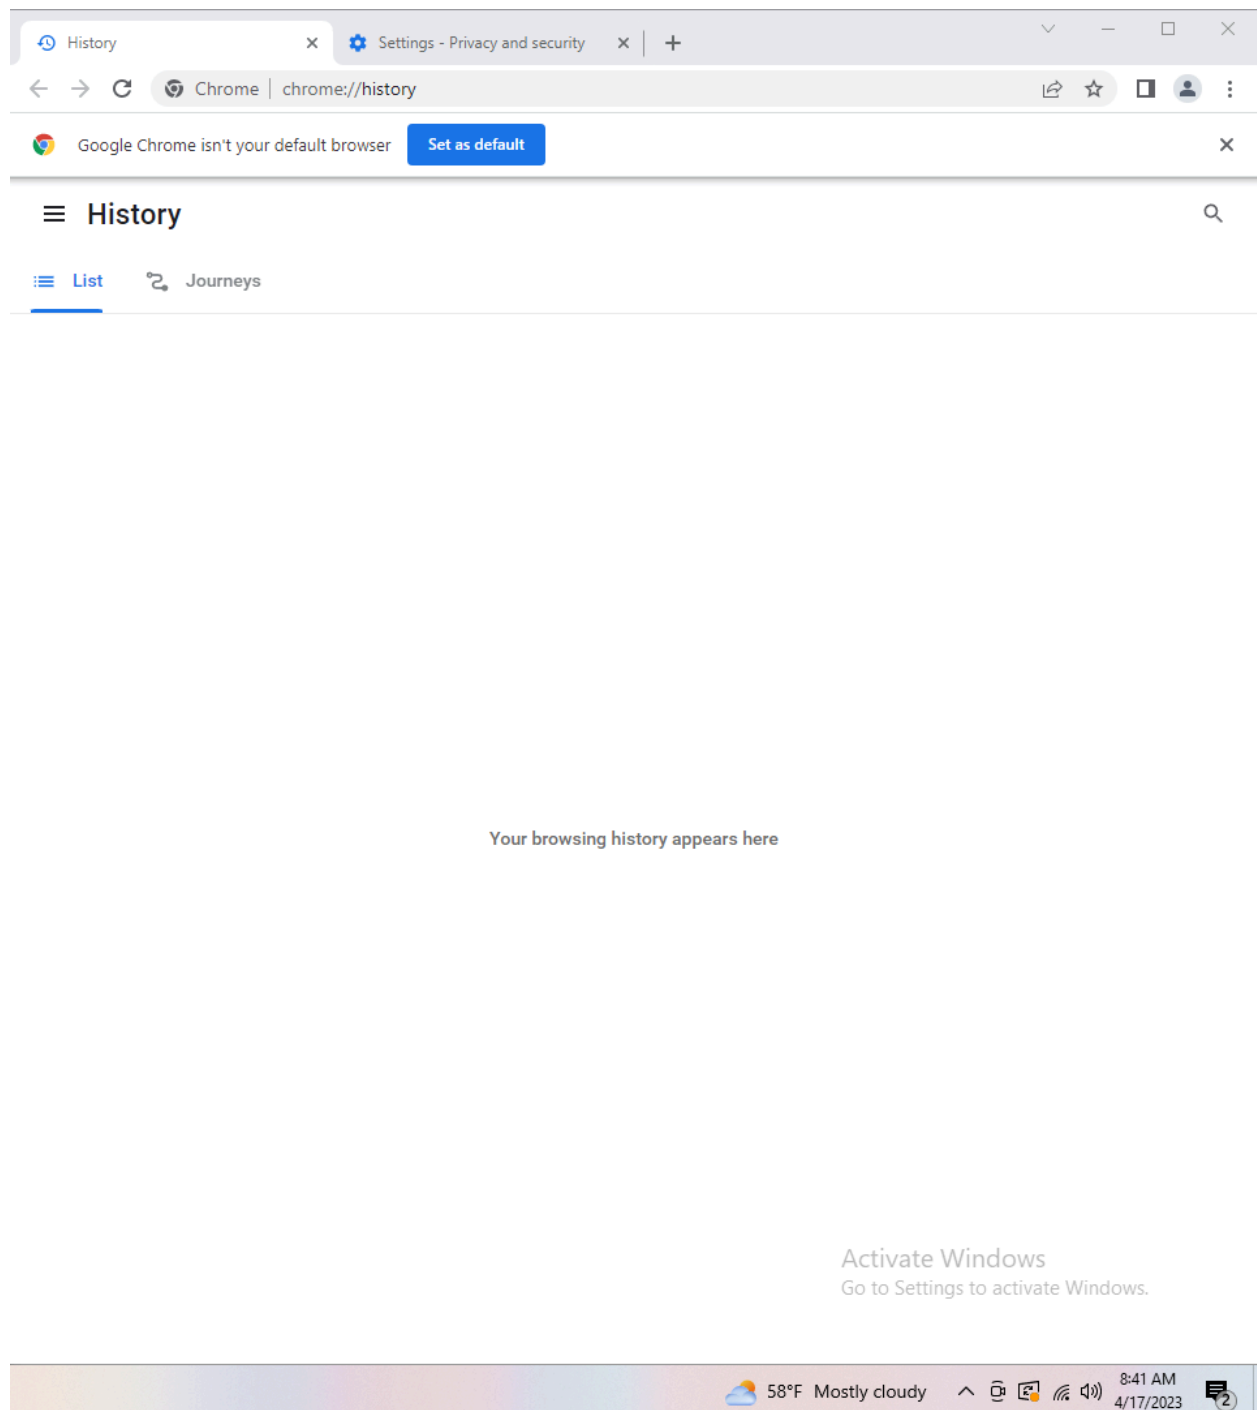 History
Settings - Privacy and security
Chrome | chrome://history
Google Chrome isn't your default browser
Set as default
History
List
Journeys
Your browsing history appears here
Activate Windows
Go to Settings to activate Windows.
58°F Mostly cloudy
8:41 AM
4/17/2023
2